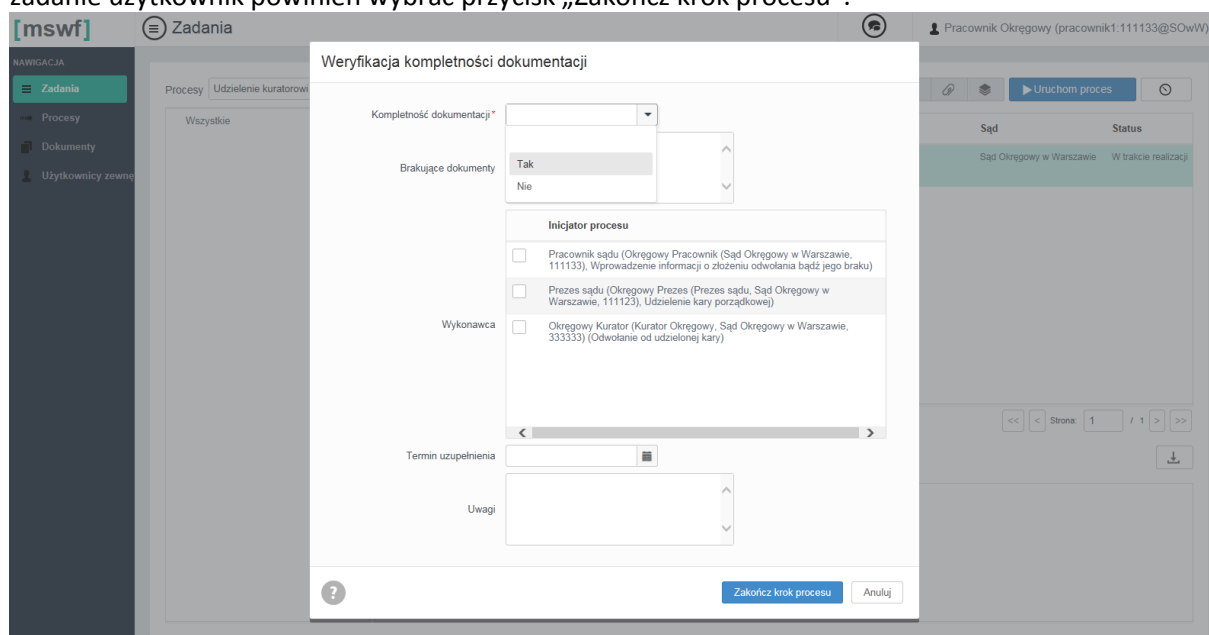 zadanie użytkownik powinien wybrać przycisk „Zakończ krok procesu”.
[mswf]
Zadania
Pracownik Okręgowy (pracownik1:111133@SOwW)
NAWIGACJA
Zadania
Procesy
Dokumenty
Użytkownicy zewnę
Procesy
Udzielenie kuratorowi
Wszystkie
Uruchom proces
Sąd
Status
Sąd Okręgowy w Warszawie
W trakcie realizacji
<<
<
Strona:
1
/ 1
>
>>
Weryfikacja kompletności dokumentacji
Kompletność dokumentacji*
Tak
Nie
Brakujące dokumenty
Wykonawca
Inicjator procesu
Pracownik sądu (Okręgowy Pracownik (Sąd Okręgowy w Warszawie,
111133), Wprowadzenie informacji o złożeniu odwołania bądź jego braku)
Prezes sądu (Okręgowy Prezes (Prezes sądu, Sąd Okręgowy w
Warszawie, 111123), Udzielenie kary porządkowej)
Okręgowy Kurator (Kurator Okręgowy, Sąd Okręgowy w Warszawie,
333333) (Odwołanie od udzielonej kary)
Termin uzupełnienia
Uwagi
?
Zakończ krok procesu
Anuluj